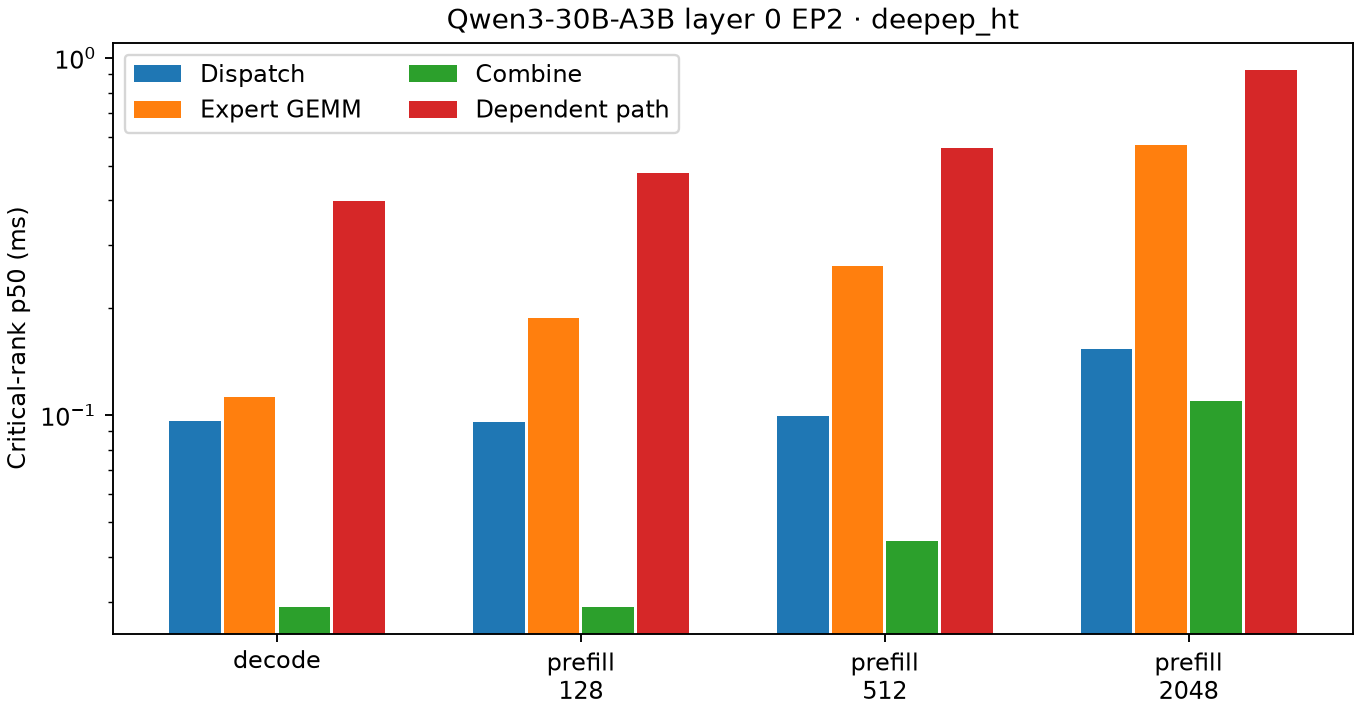 Qwen3-30B-A3B layer 0 EP2 · deepep_ht
Critical-rank p50 (ms)
10⁰
10⁻¹
Dispatch
Expert GEMM
Combine
Dependent path
decode
prefill
128
prefill
512
prefill
2048